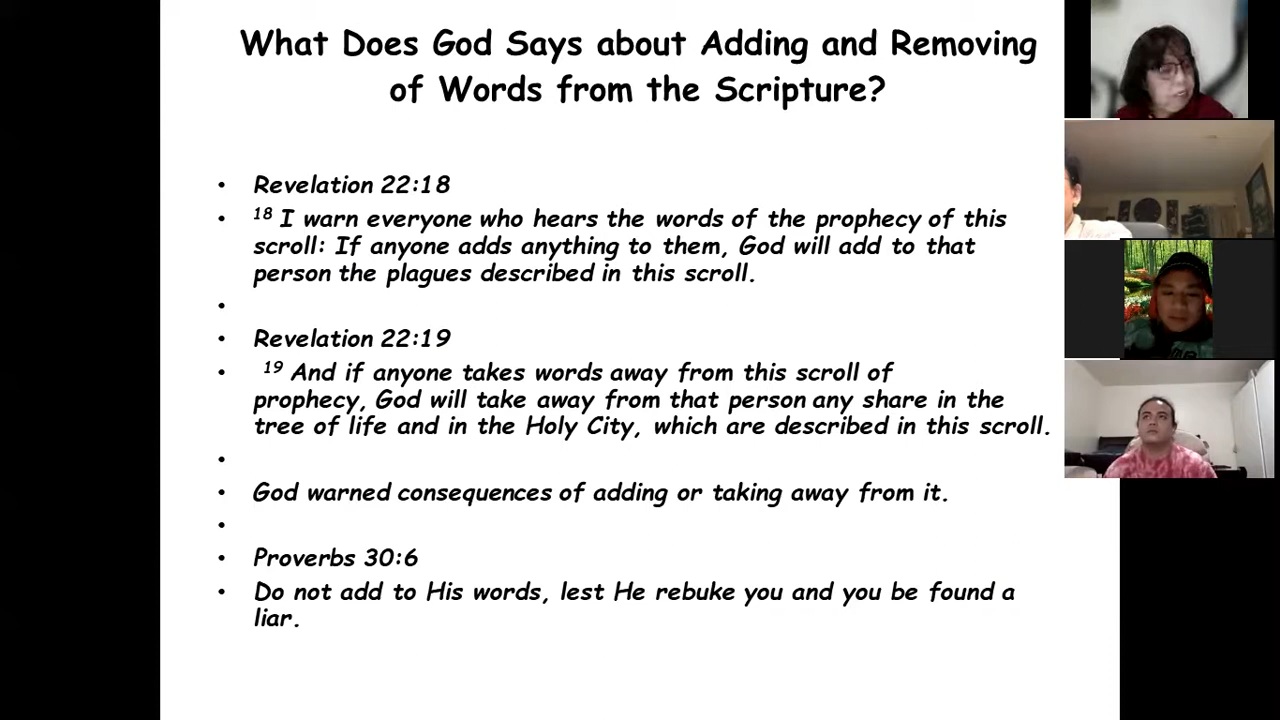 What Does God Says about Adding and Removing
of Words from the Scripture?
• Revelation 22:18
• 18 I warn everyone who hears the words of the prophecy of this
scroll: If anyone adds anything to them, God will add to that
person the plagues described in this scroll.
•
• Revelation 22:19
• 19 And if anyone takes words away from this scroll of
prophecy, God will take away from that person any share in the
tree of life and in the Holy City, which are described in this scroll.
•
• God warned consequences of adding or taking away from it.
•
• Proverbs 30:6
• Do not add to His words, lest He rebuke you and you be found a
liar.